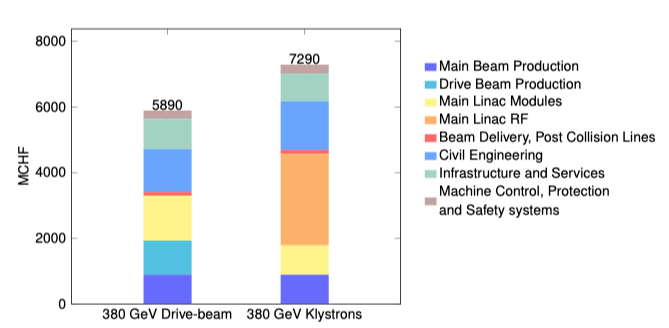 8000
6000
4000
2000
0
MCHF
5890
7290
380 GeV Drive-beam
380 GeV Klystrons
Main Beam Production
Drive Beam Production
Main Linac Modules
Main Linac RF
Beam Delivery, Post Collision Lines
Civil Engineering
Infrastructure and Services
Machine Control, Protection
and Safety systems